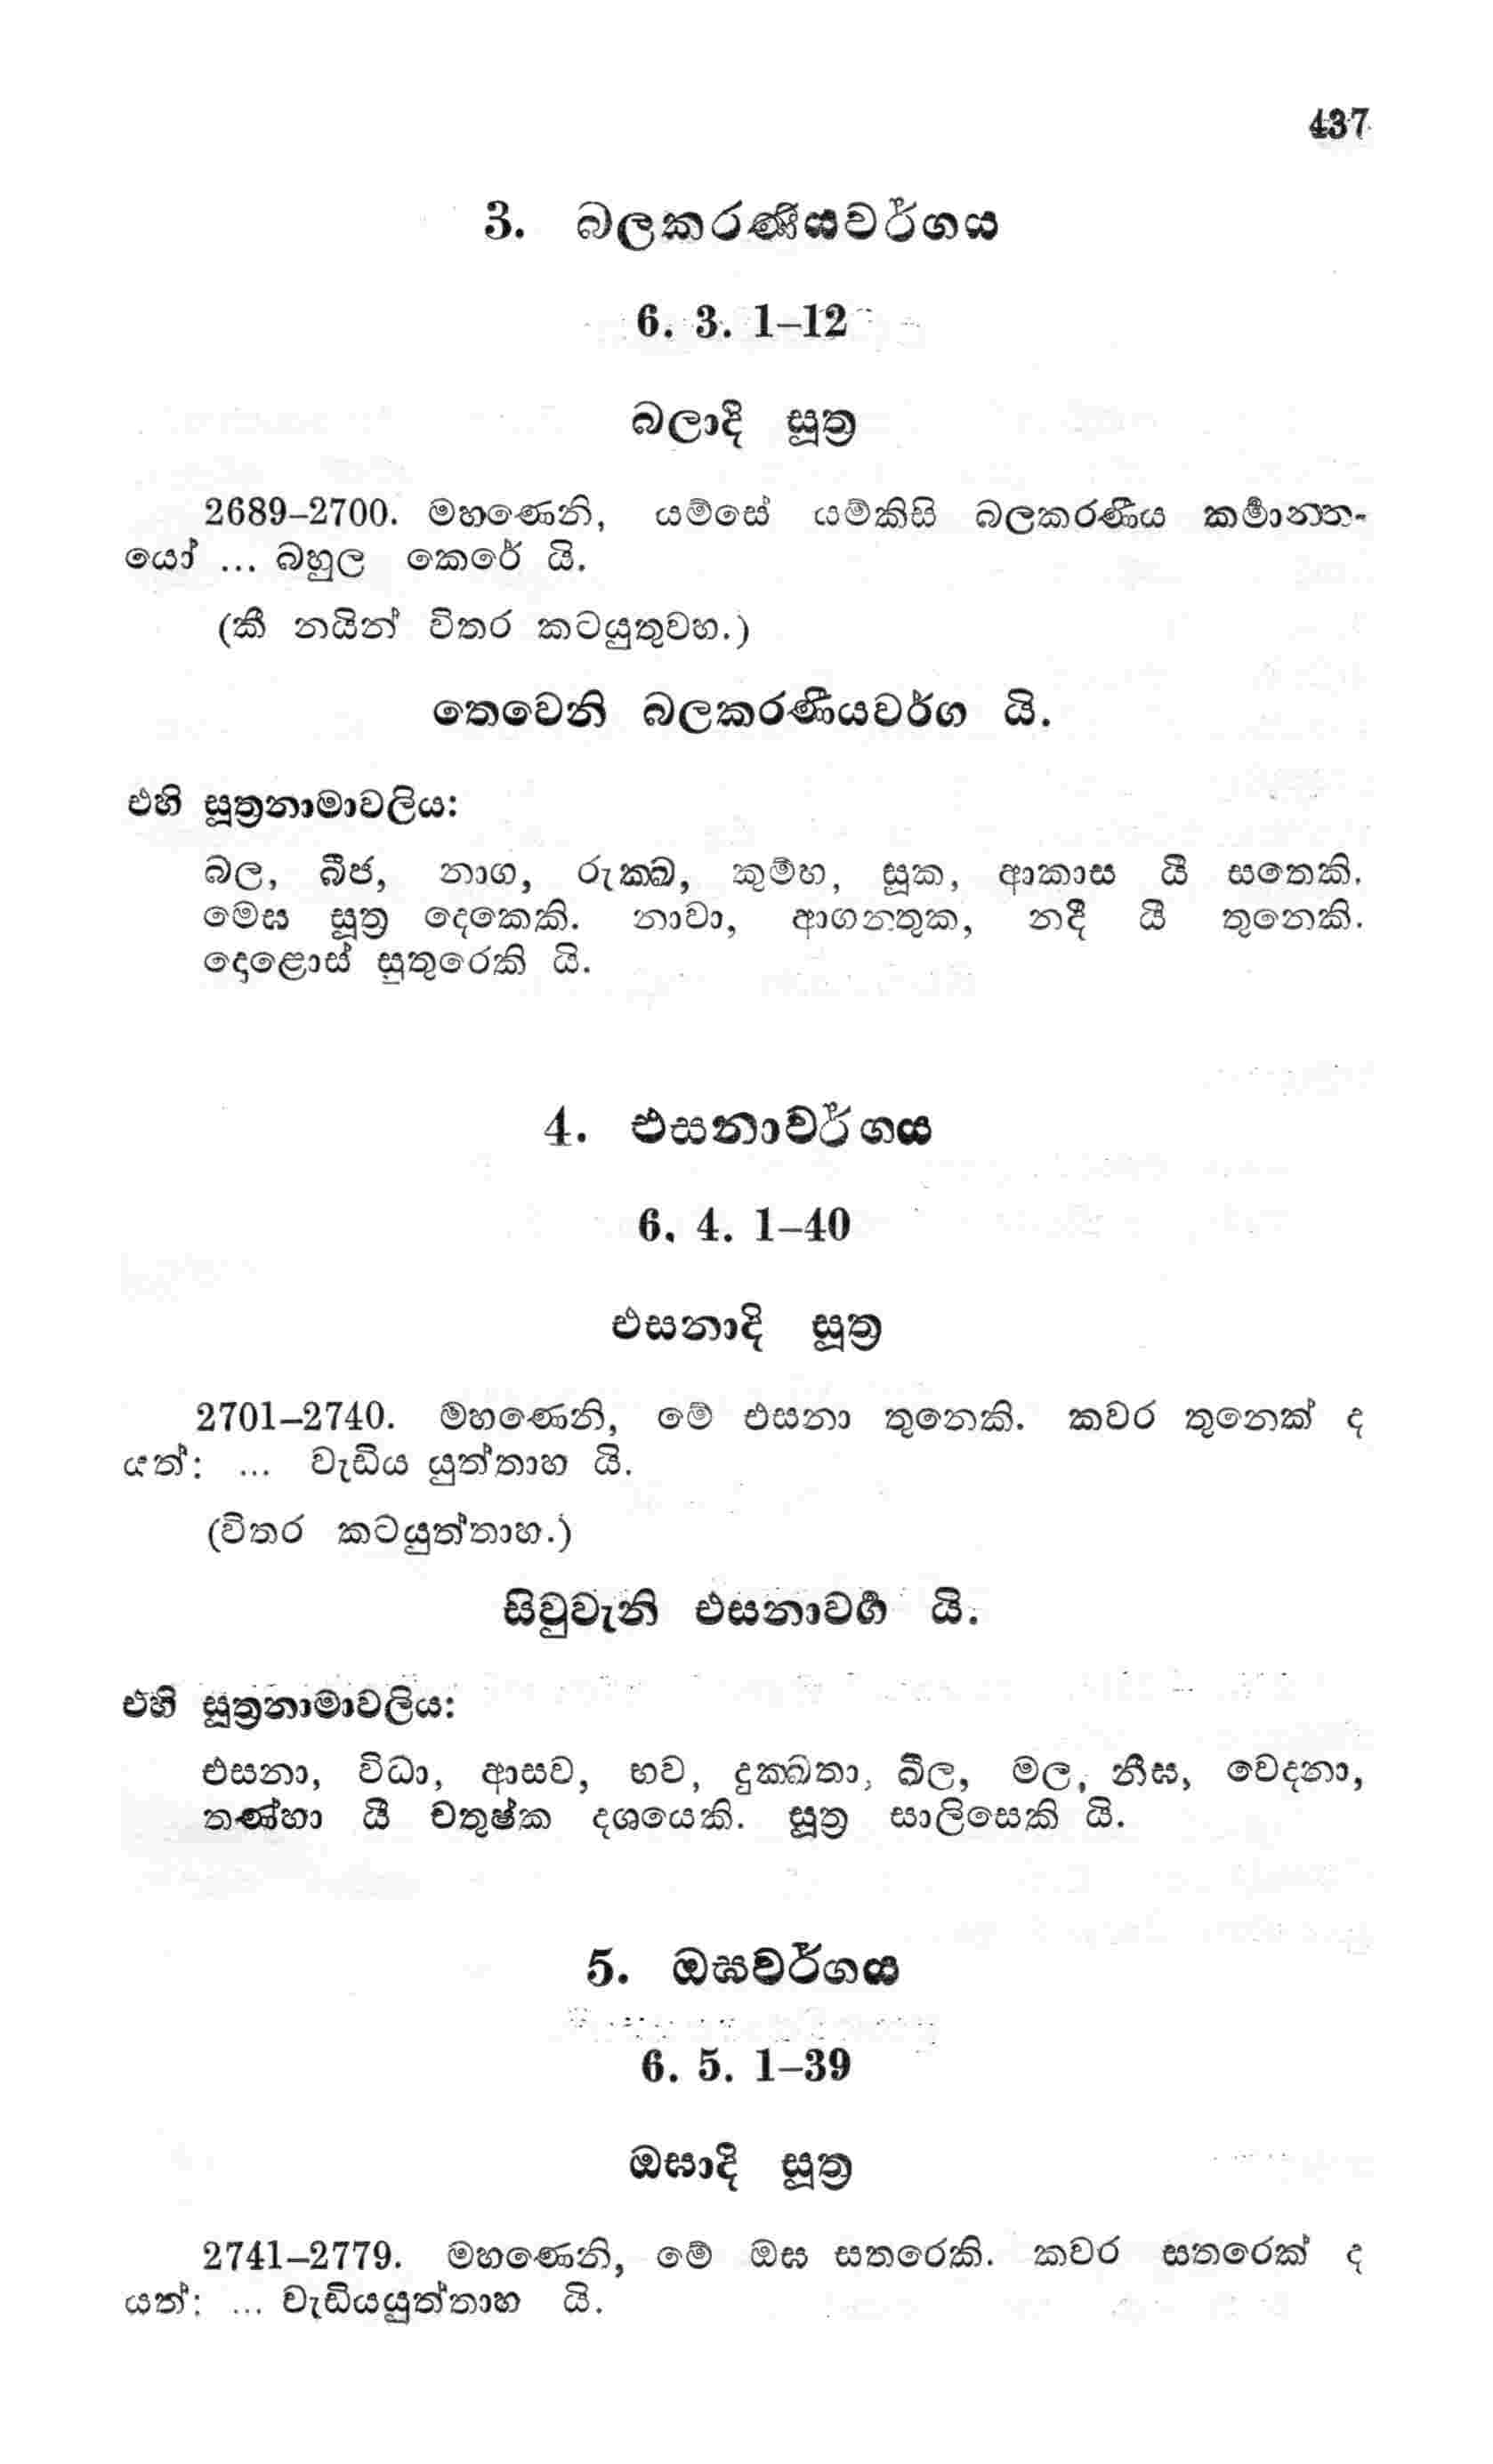 437
3. බලකරණීයවර්ගය
6. 3. 1–12
බලාදි සූත්‍ර
2689–2700. මහණෙනි, යම්සේ යම්කිසි බලකරණීය කර්‍මාන්‍ත-
යෝ ... බහුල කෙරේ යි.
(කී නයින් විතර කටයුතුවහ.)
තෙවෙනි බලකරණීයවර්ග යි.
එහි සූත්‍රනාමාවලිය:
බල, බීජ, නාග, රුක්‍ඛ, කුම්භ, සූක, ආකාස යී සතෙකි.
මෙඝ සූත්‍ර දෙකෙකි. නාවා, ආගන්‍තුක, නදී යී තුනෙකි.
දෙළොස් සුතුරෙකි යි.
4. එසනාවර්ගය
6. 4. 1–40
එසනාදි සූත්‍ර
2701–2740. මහණෙනි, මේ එසනා තුනෙකි. කවර තුනෙක් ද
යත්: ... වැඩිය යුත්තාහ යි.
(විතර කටයුත්තාහ.)
සිවුවැනි එසනාවර්‍ග යි.
එහි සූත්‍රනාමාවලිය:
එසනා, විධා, ආසව, භව, දුක්‍ඛතා, ඛීල, මල, නීඝ, වෙදනා,
තණ්හා යී චතුෂ්ක දශයෙකි. සූත්‍ර සාලිසෙකි යි.
5. ඔඝවර්ගය
6. 5. 1–39
ඔඝාදි සූත්‍ර
2741–2779. මහණෙනි, මේ ඔඝ සතරෙකි. කවර සතරෙක් ද
යත්: ... වැඩියයුත්තාහ යි.